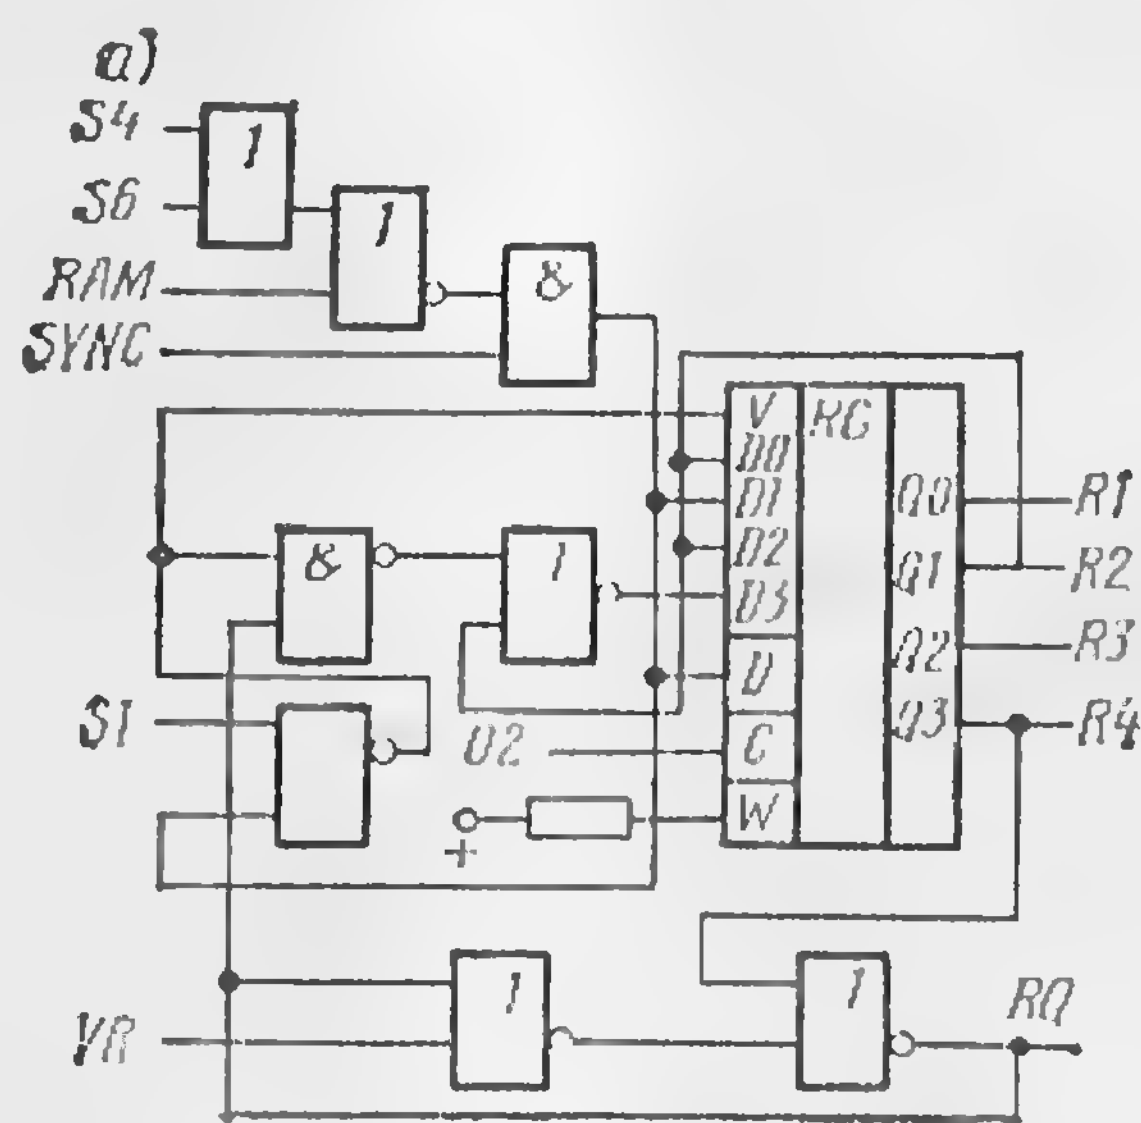 а)
S4
1
S6
1
RAM
&
SYNC
V
RG
D0
D1
Q0
R1
D2
Q1
R2
&
1
D3
Q2
R3
D
S1
Q3
R4
02
C
W
+
1
1
RQ
VR